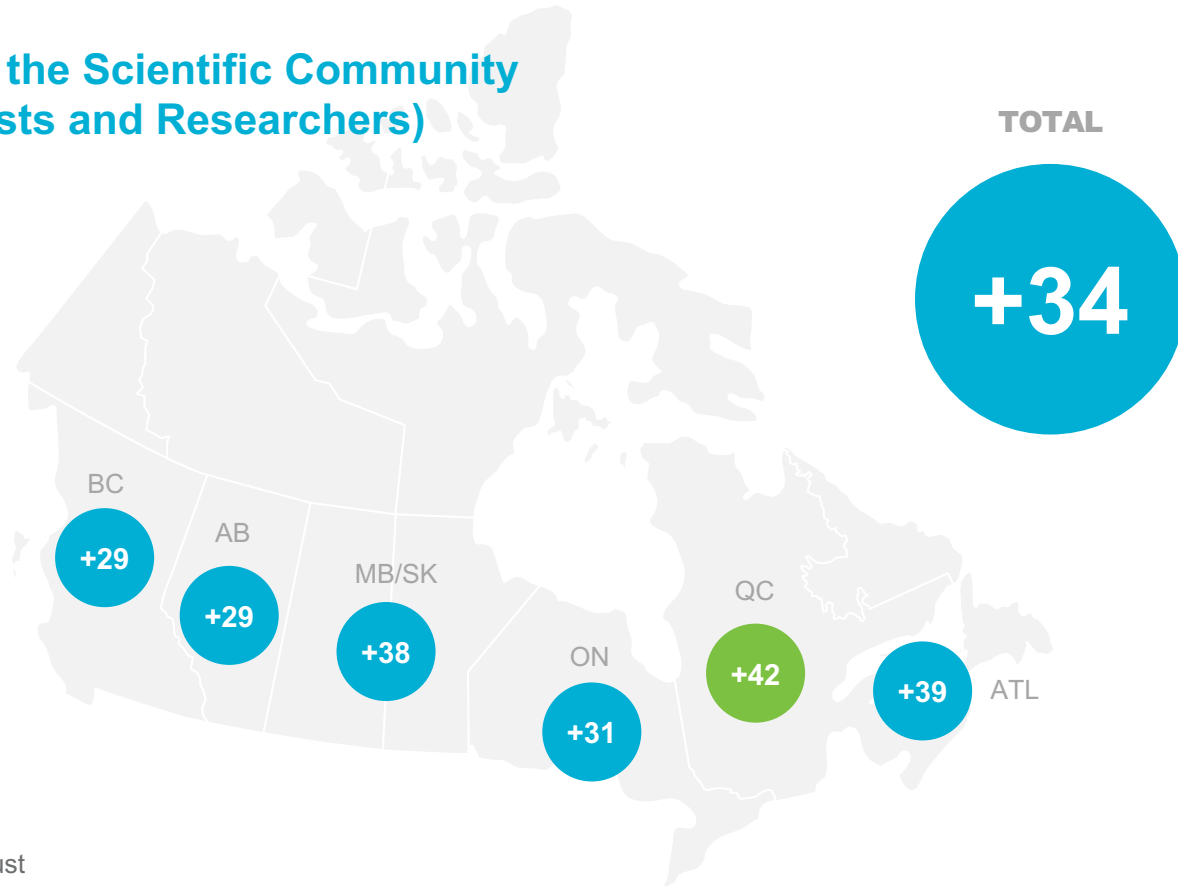 the Scientific Community
sts and Researchers)
TOTAL
+34
BC
+29
AB
+29
MB/SK
+38
ON
+31
QC
+42
+39
ATL
ust